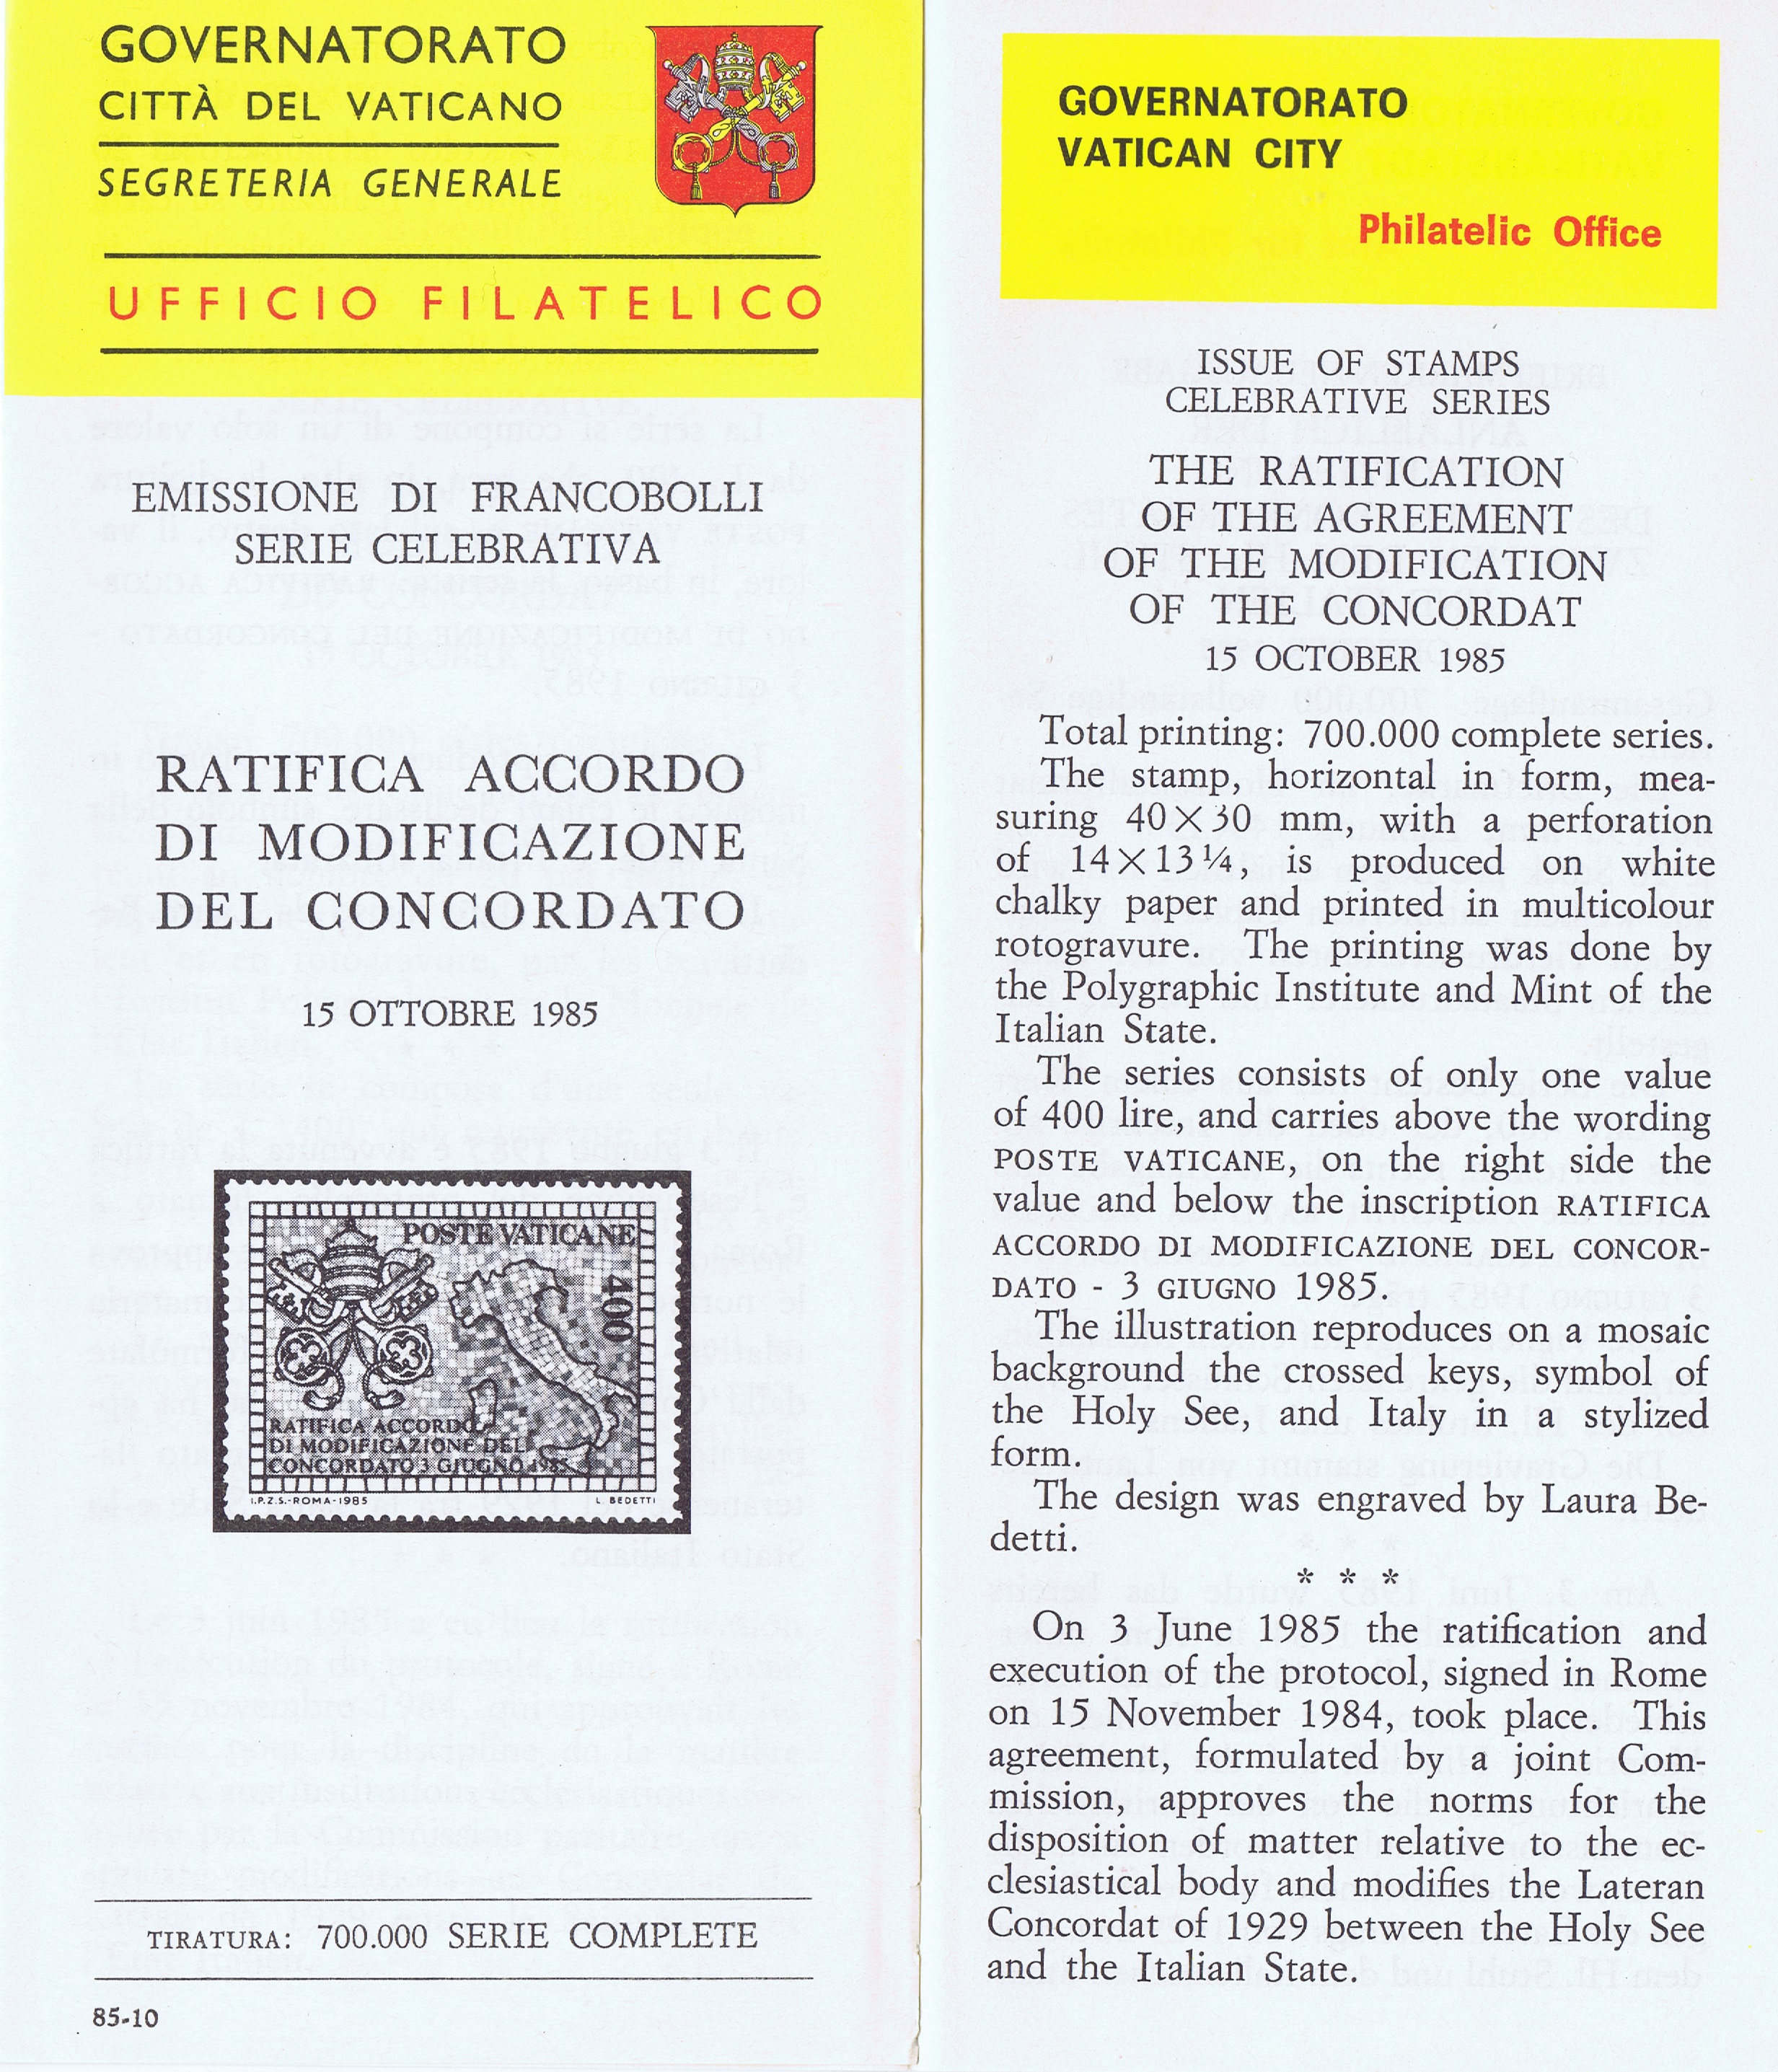 GOVERNATORATO
CITTÀ DEL VATICANO
SEGRETERIA GENERALE
UFFICIO FILATELICO
EMISSIONE DI FRANCOBOLLI
SERIE CELEBRATIVA
RATIFICA ACCORDO
DI MODIFICAZIONE
DEL CONCORDATO
15 OTTOBRE 1985
POSTE VATICANE
400
RATIFICA ACCORDO
DI MODIFICAZIONE DEL
CONCORDATO 3 GIUGNO 1985
I.P.Z.S.-ROMA-1985
L. BEDETTI
TIRATURA: 700.000 SERIE COMPLETE
85-10
GOVERNATORATO
VATICAN CITY
Philatelic Office
ISSUE OF STAMPS
CELEBRATIVE SERIES
THE RATIFICATION
OF THE AGREEMENT
OF THE MODIFICATION
OF THE CONCORDAT
15 OCTOBER 1985
Total printing: 700.000 complete series.
The stamp, horizontal in form, mea-
suring 40×30 mm, with a perforation
of 14×13¼, is produced on white
chalky paper and printed in multicolour
rotogravure. The printing was done by
the Polygraphic Institute and Mint of the
Italian State.
The series consists of only one value
of 400 lire, and carries above the wording
POSTE VATICANE, on the right side the
value and below the inscription RATIFICA
ACCORDO DI MODIFICAZIONE DEL CONCOR-
DATO - 3 GIUGNO 1985.
The illustration reproduces on a mosaic
background the crossed keys, symbol of
the Holy See, and Italy in a stylized
form.
The design was engraved by Laura Be-
detti.
* * *
On 3 June 1985 the ratification and
execution of the protocol, signed in Rome
on 15 November 1984, took place. This
agreement, formulated by a joint Com-
mission, approves the norms for the
disposition of matter relative to the ec-
clesiastical body and modifies the Lateran
Concordat of 1929 between the Holy See
and the Italian State.